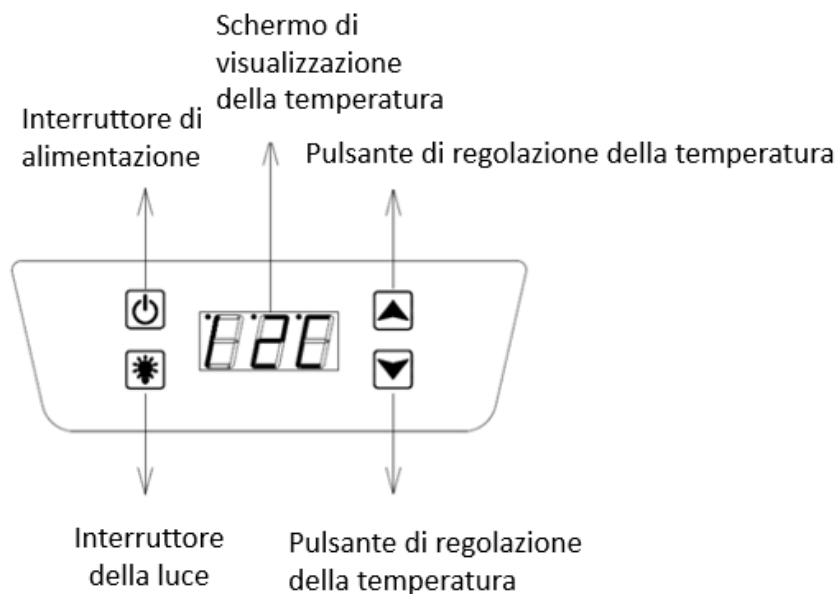 Schermo di
visualizzazione
della temperatura
Interruttore di
alimentazione
Pulsante di regolazione della temperatura
12C
Interruttore
della luce
Pulsante di regolazione
della temperatura